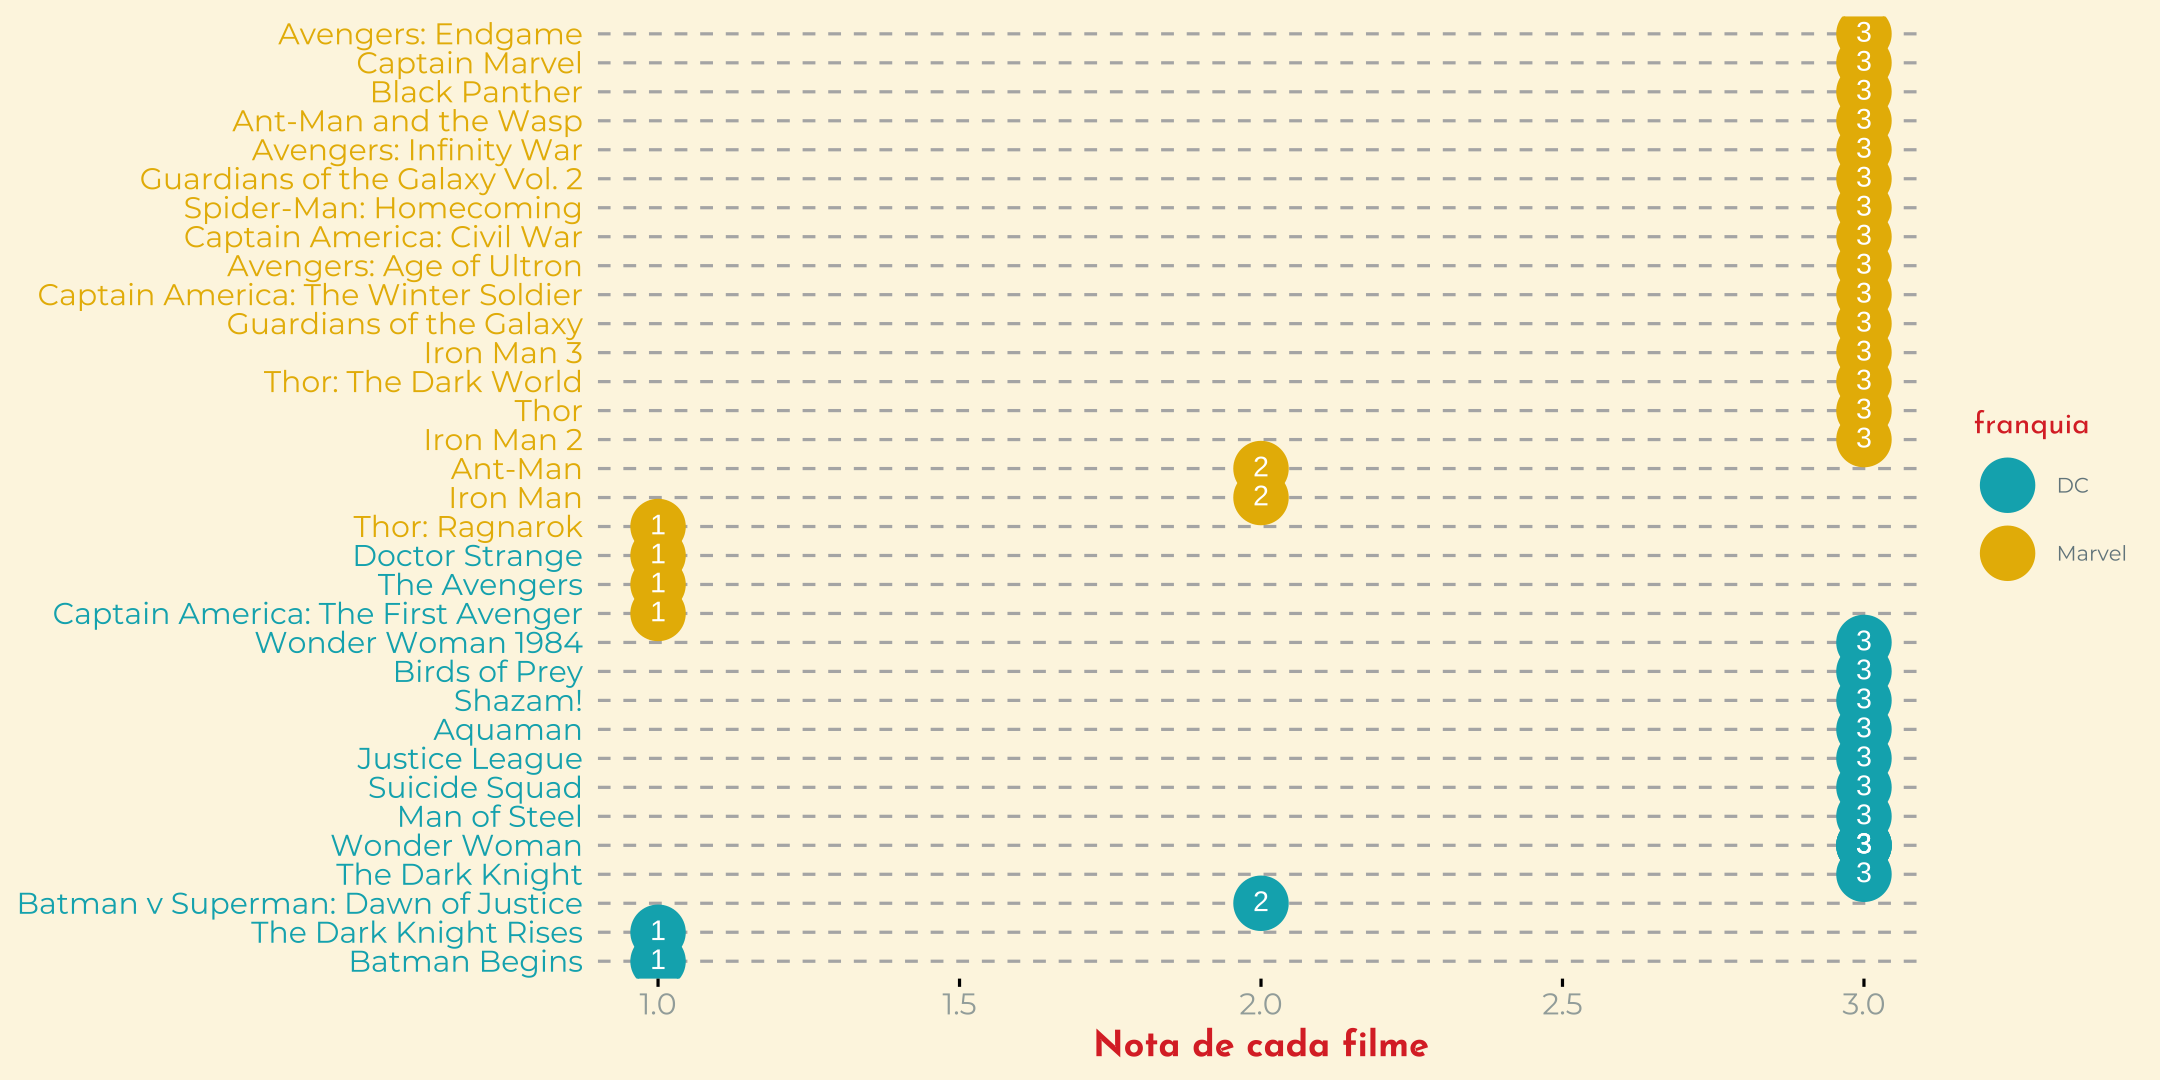 Avengers: Endgame 3
Captain Marvel 3
Black Panther 3
Ant-Man and the Wasp 3
Avengers: Infinity War 3
Guardians of the Galaxy Vol. 2 3
Spider-Man: Homecoming 3
Captain America: Civil War 3
Avengers: Age of Ultron 3
Captain America: The Winter Soldier 3
Guardians of the Galaxy 3
Iron Man 3 3
Thor: The Dark World 3
Thor 3
Iron Man 2 3
Ant-Man 2
Iron Man 2
Thor: Ragnarok 1
Doctor Strange 1
The Avengers 1
Captain America: The First Avenger 1
Wonder Woman 1984 3
Birds of Prey 3
Shazam! 3
Aquaman 3
Justice League 3
Suicide Squad 3
Man of Steel 3
Wonder Woman 3
The Dark Knight 3
Batman v Superman: Dawn of Justice 2
The Dark Knight Rises 1
Batman Begins 1
1.0 1.5 2.0 2.5 3.0
Nota de cada filme
franquia
DC
Marvel